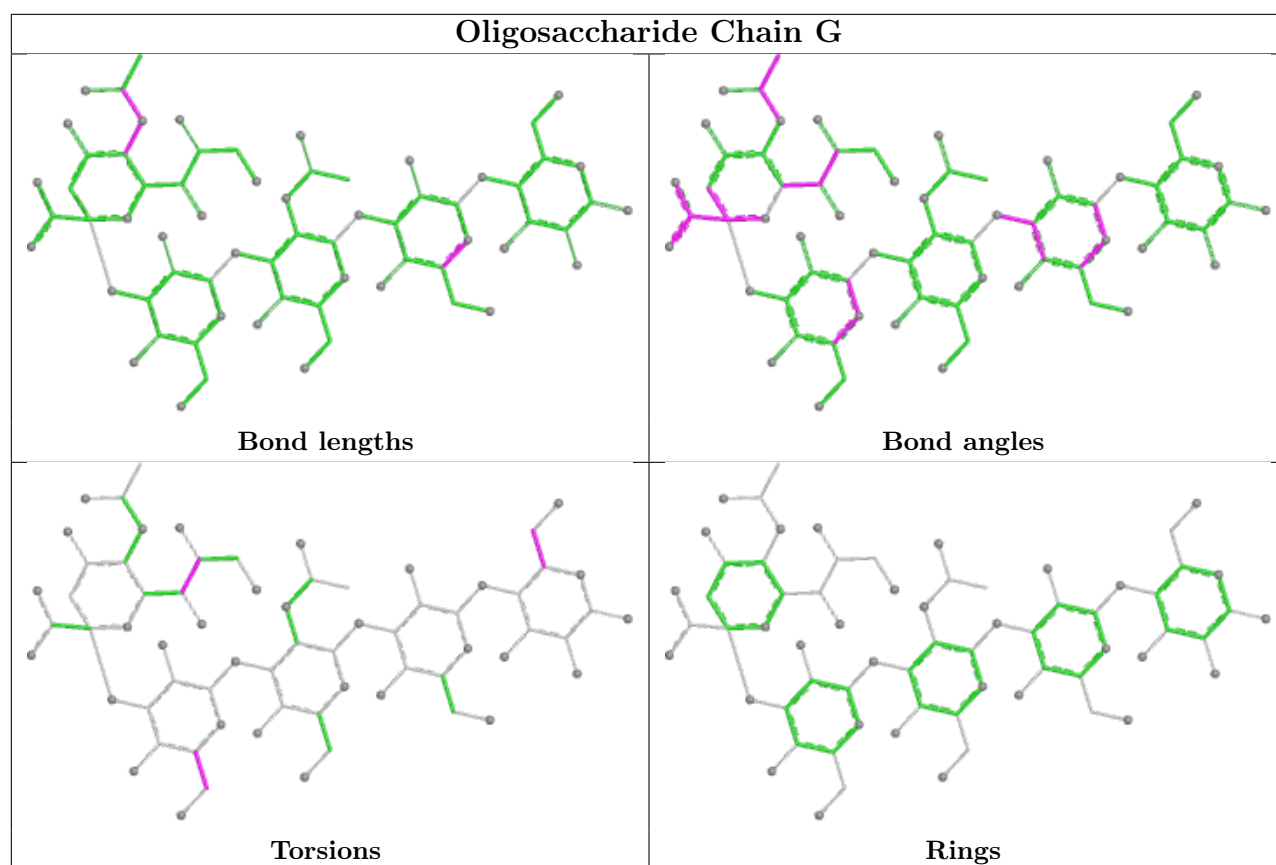 Oligosaccharide Chain G
Bond lengths
Bond angles
Torsions
Rings